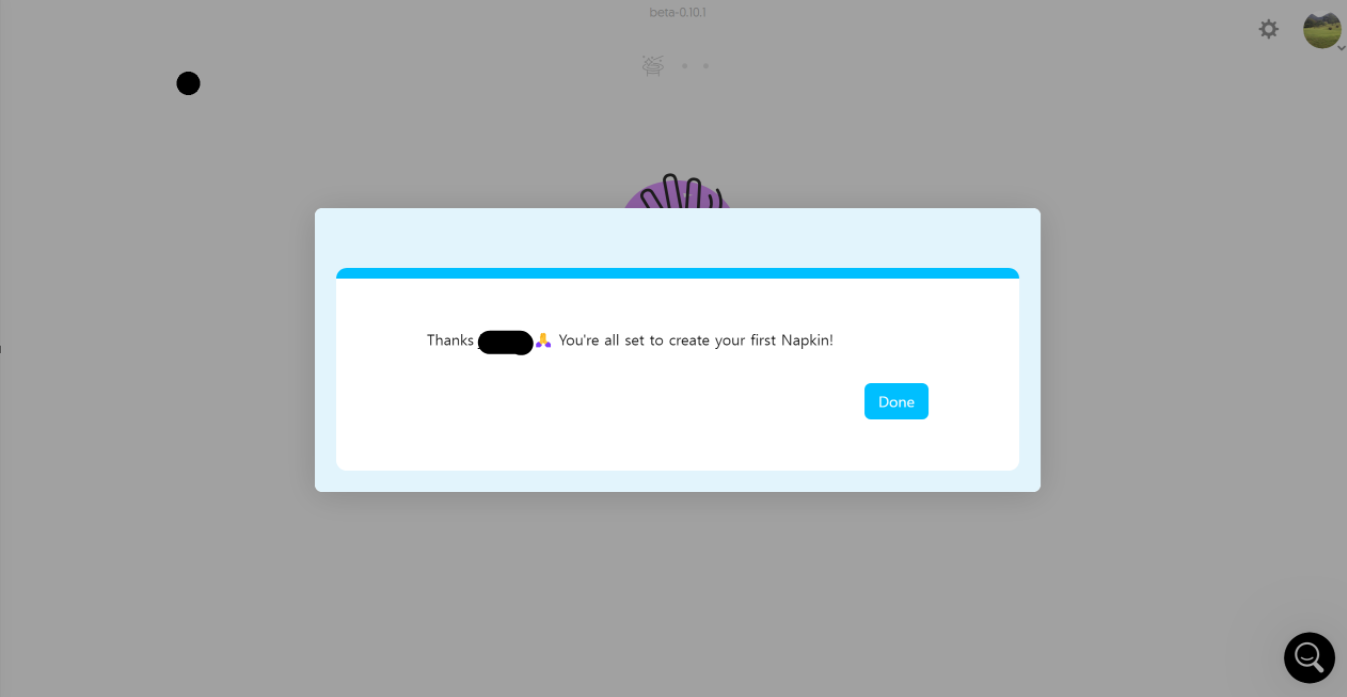 beta-0.10.1
Thanks 🙏 You're all set to create your first Napkin!
Done